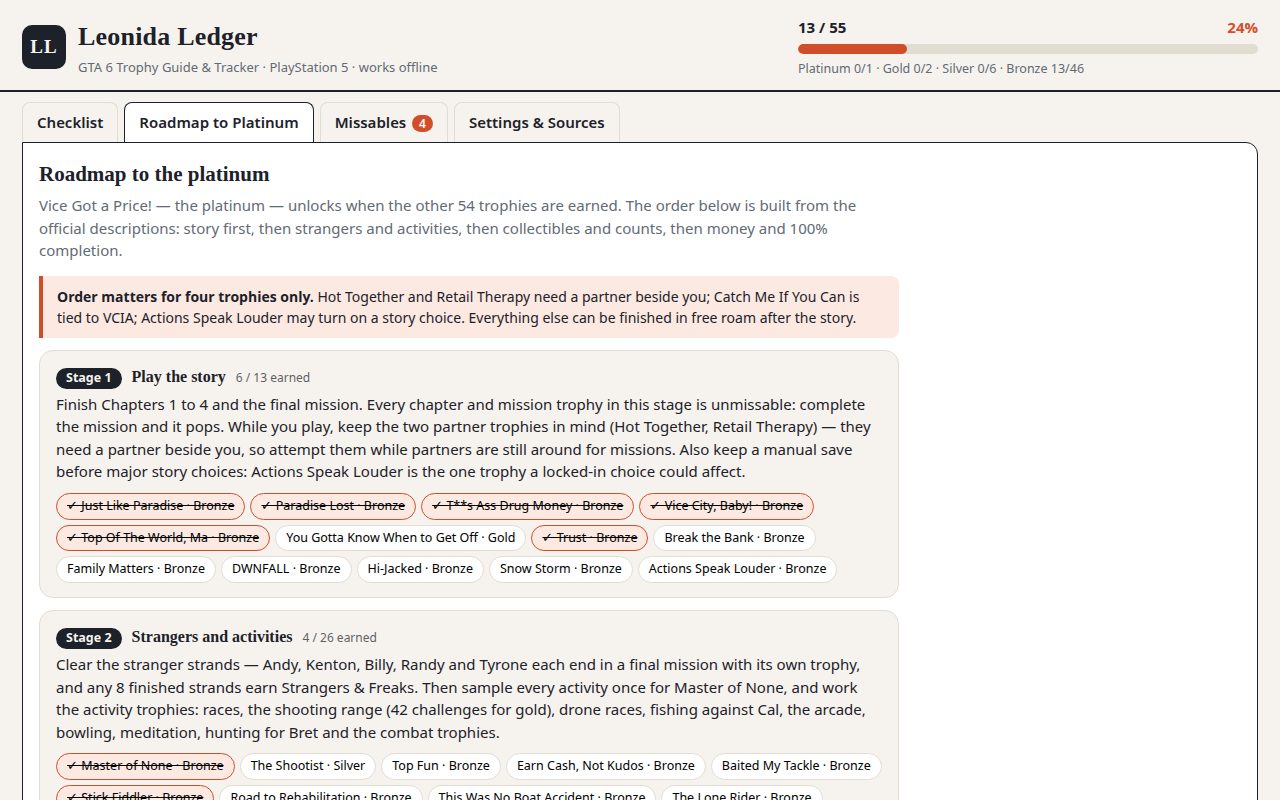 LL
Leonida Ledger
GTA 6 Trophy Guide & Tracker · PlayStation 5 · works offline
13 / 55
24%
Platinum 0/1 · Gold 0/2 · Silver 0/6 · Bronze 13/46
Checklist
Roadmap to Platinum
Missables 4
Settings & Sources
Roadmap to the platinum
Vice Got a Price! — the platinum — unlocks when the other 54 trophies are earned. The order below is built from the
official descriptions: story first, then strangers and activities, then collectibles and counts, then money and 100%
completion.
Order matters for four trophies only. Hot Together and Retail Therapy need a partner beside you; Catch Me If You Can is
tied to VCIA; Actions Speak Louder may turn on a story choice. Everything else can be finished in free roam after the story.
Stage 1 Play the story 6 / 13 earned
Finish Chapters 1 to 4 and the final mission. Every chapter and mission trophy in this stage is unmissable: complete
the mission and it pops. While you play, keep the two partner trophies in mind (Hot Together, Retail Therapy) — they
need a partner beside you, so attempt them while partners are still around for missions. Also keep a manual save
before major story choices: Actions Speak Louder is the one trophy a locked-in choice could affect.
✓ Just Like Paradise · Bronze ✓ Paradise Lost · Bronze ✓ T**s Ass Drug Money · Bronze ✓ Vice City, Baby! · Bronze
✓ Top Of The World, Ma · Bronze You Gotta Know When to Get Off · Gold ✓ Trust · Bronze Break the Bank · Bronze
Family Matters · Bronze DWNFALL · Bronze Hi-Jacked · Bronze Snow Storm · Bronze Actions Speak Louder · Bronze
Stage 2 Strangers and activities 4 / 26 earned
Clear the stranger strands — Andy, Kenton, Billy, Randy and Tyrone each end in a final mission with its own trophy,
and any 8 finished strands earn Strangers & Freaks. Then sample every activity once for Master of None, and work
the activity trophies: races, the shooting range (42 challenges for gold), drone races, fishing against Cal, the arcade,
bowling, meditation, hunting for Bret and the combat trophies.
✓ Master of None · Bronze The Shootist · Silver Top Fun · Bronze Earn Cash, Not Kudos · Bronze Baited My Tackle · Bronze
✓ Stick Fiddler · Bronze Road to Rehabilitation · Bronze This Was No Boat Accident · Bronze The Lone Rider · Bronze